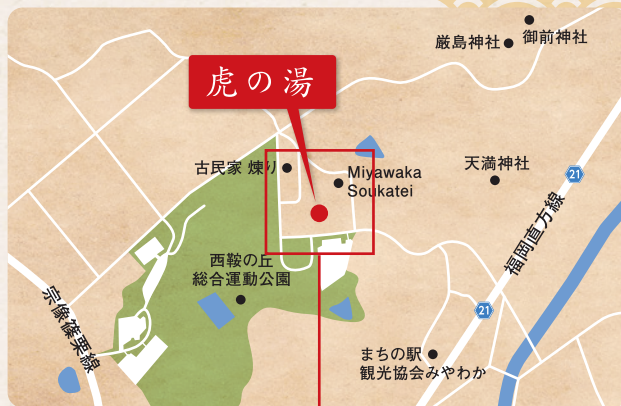 御前神社
厳島神社
虎の湯
古民家 煉り
Miyawaka
Soukatei
天満神社
21
福岡直方線
西鞍の丘
総合運動公園
宗像篠栗線
21
まちの駅
観光協会みやわか